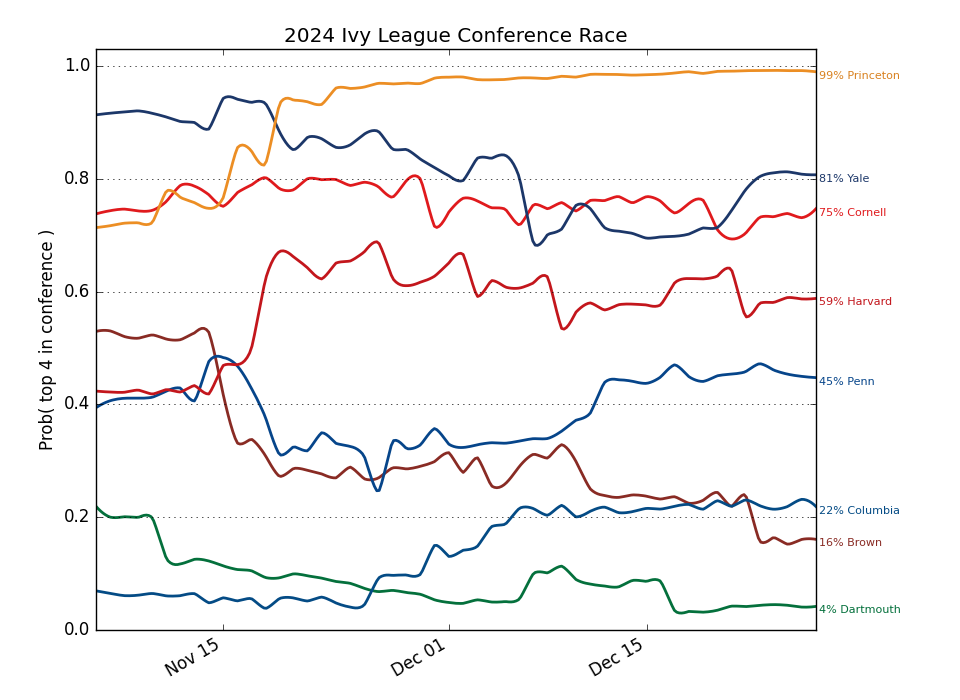 2024 Ivy League Conference Race
Prob( top 4 in conference )
1.0
0.8
0.6
0.4
0.2
0.0
Nov 15
Dec 01
Dec 15
99% Princeton
81% Yale
75% Cornell
59% Harvard
45% Penn
22% Columbia
16% Brown
4% Dartmouth